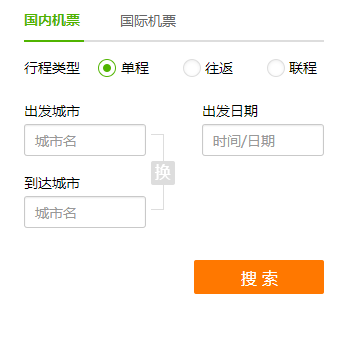 国内机票 国际机票
行程类型 单程 往返 联程
出发城市 出发日期
城市名 时间/日期
换
到达城市
城市名
搜 索